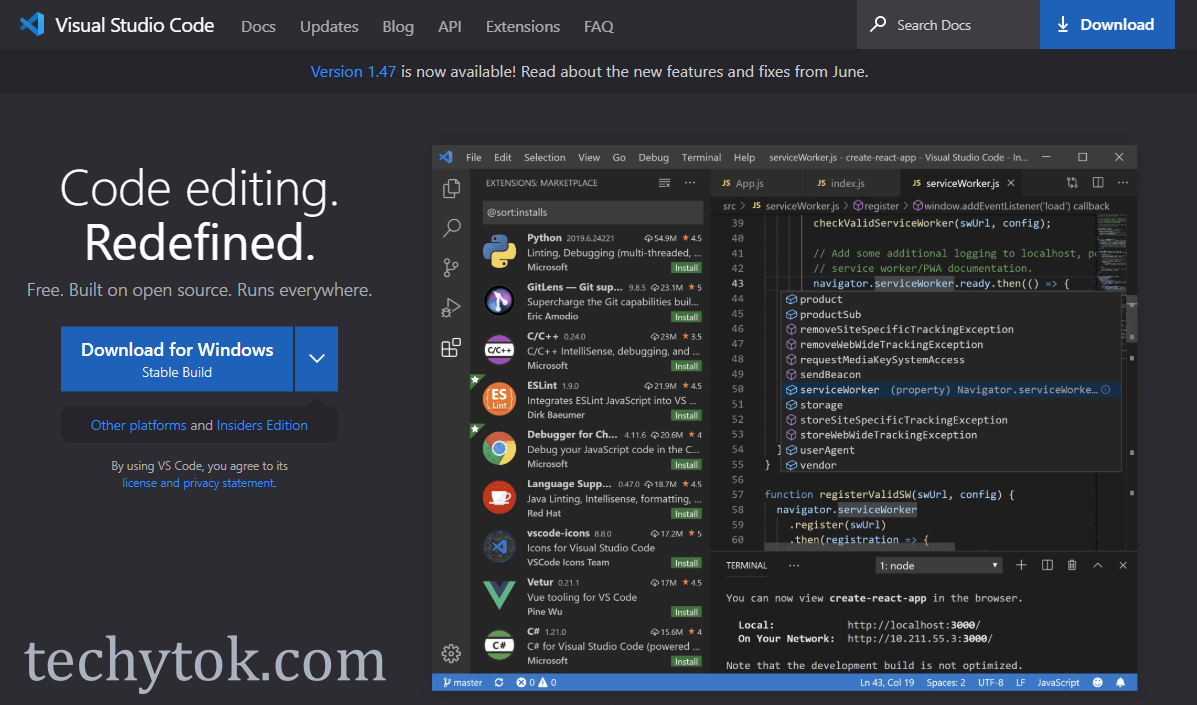 Visual Studio Code Docs Updates Blog API Extensions FAQ Search Docs Download
Version 1.47 is now available! Read about the new features and fixes from June.
Code editing.
Redefined.
Free. Built on open source. Runs everywhere.
Download for Windows
Stable Build
Other platforms and Insiders Edition
By using VS Code, you agree to its
license and privacy statement.
techytok.com
File Edit Selection View Go Debug Terminal Help serviceWorker.js - create-react-app - Visual Studio Code - In...
EXTENSIONS: MARKETPLACE ...
@sort:installs
Python 2019.6.24221 54.9M ★ 4.5
Linting, Debugging (multi-threaded, ...
Microsoft Install
GitLens — Git sup... 9.8.5 23.1M ★ 5
Supercharge the Git capabilities buil...
Eric Amodio Install
C/C++
C/C++ 0.24.0 23M ★ 3.5
C/C++ IntelliSense, debugging, and ...
Microsoft Install
ES
Lint
ESLint 1.9.0 21.9M ★ 4.5
Integrates ESLint JavaScript into VS ...
Dirk Baeumer Install
Debugger for Ch... 4.11.6 20.6M ★ 4
Debug your JavaScript code in the C...
Microsoft Install
Language Supp... 0.47.0 18.7M ★ 4.5
Java Linting, Intellisense, formatting, ...
Red Hat Install
vscode-icons 8.8.0 17.2M ★ 5
Icons for Visual Studio Code
VSCode Icons Team Install
Vetur 0.21.1 17M ★ 4.5
Vue tooling for VS Code
Pine Wu Install
C#
C# 1.21.0 15.6M ★ 4
C# for Visual Studio Code (powered ...
Microsoft Install
JS App.js JS index.js JS serviceWorker.js ...
src > JS serviceWorker.js > register > window.addEventListener('load') callback
39 checkValidServiceWorker(swUrl, config);
40
41 // Add some additional logging to localhost, po
42 // service worker/PWA documentation.
43 navigator.serviceWorker.ready.then(() => {
44 product
45 productSub
46 removeSiteSpecificTrackingException
47 removeWebWideTrackingException
48 requestMediaKeySystemAccess
49 sendBeacon
50 serviceWorker (property) Navigator.serviceWorke...
51 storage
52 storeSiteSpecificTrackingException
53 storeWebWideTrackingException
54 } userAgent
55 } vendor
56
57 function registerValidSW(swUrl, config) {
58 navigator.serviceWorker
59 .register(swUrl)
60 .then(registration => {
TERMINAL ... 1: node
You can now view create-react-app in the browser.
Local: http://localhost:3000/
On Your Network: http://10.211.55.3:3000/
Note that the development build is not optimized.
master 0 0 Ln 43, Col 19 Spaces: 2 UTF-8 LF JavaScript